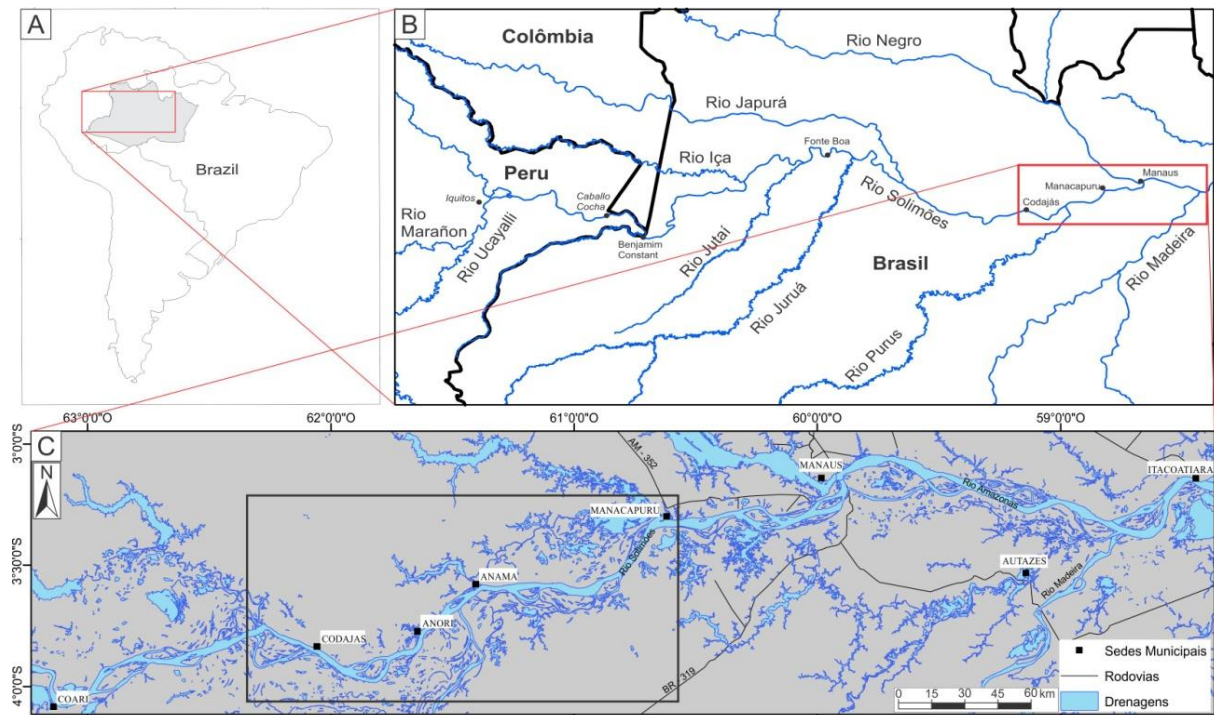 A
Brazil
B
Colômbia
Rio Negro
Rio Japurá
Rio Içá
Fonte Boa
Peru
Iquitos
Caballo
Cocha
Rio
Marañon
Rio Ucayalli
Benjamim
Constant
Rio Jutaí
Rio Juruá
Rio Solimões
Brasil
Rio Purus
Codajás
Manacapuru
Manaus
Rio Madeira
63°0'0"S
62°0'0"S
61°0'0"S
60°0'0"S
59°0'0"S
3°0'0"S
3°30'0"S
4°0'0"S
C
N
AM - 352
MANAUS
ITACOATIARA
Rio Amazonas
MANACAPURU
Rio Solimões
ANAMA
AUTAZES
Rio Madeira
ANORI
CODAJAS
COARI
BR - 319
0 15 30 45 60 km
Sedes Municipais
Rodovias
Drenagens